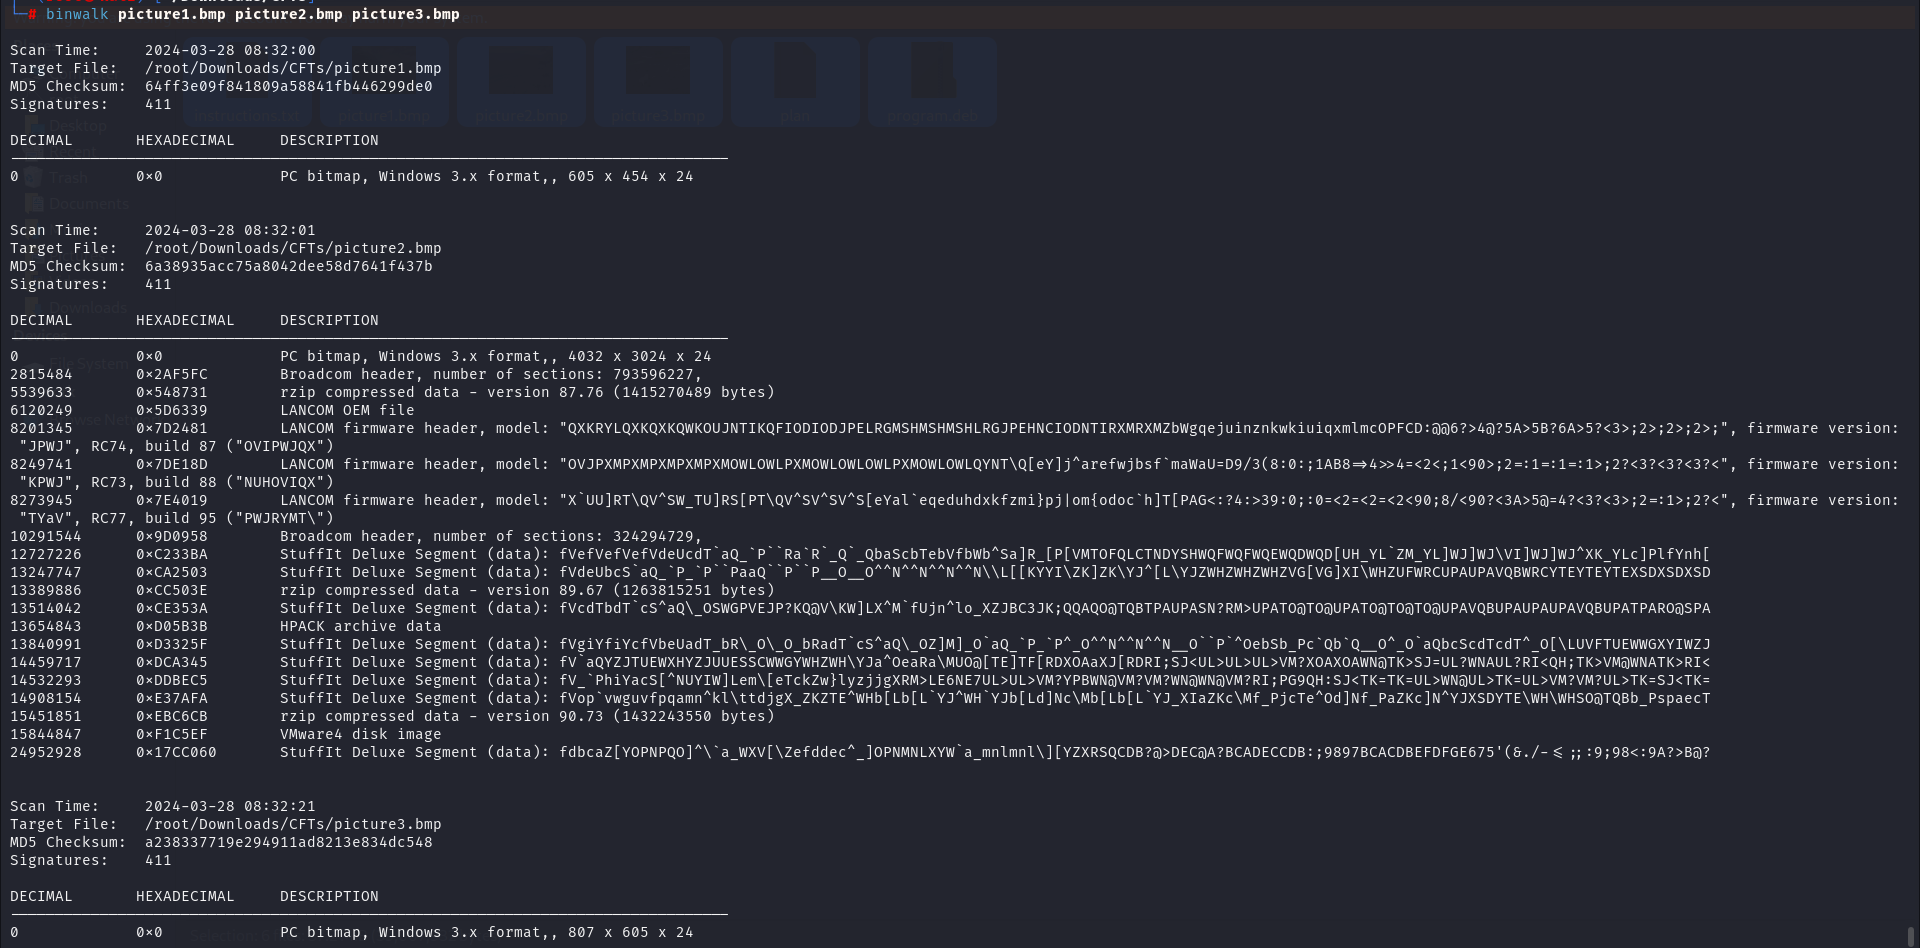 └─# binwalk picture1.bmp picture2.bmp picture3.bmp
Scan Time:     2024-03-28 08:32:00
Target File:   /root/Downloads/CFTs/picture1.bmp
MD5 Checksum:  64ff3e09f841809a58841fb446299de0
Signatures:    411
DECIMAL       HEXADECIMAL     DESCRIPTION
0             0×0             PC bitmap, Windows 3.x format,, 605 x 454 x 24
Scan Time:     2024-03-28 08:32:01
Target File:   /root/Downloads/CFTs/picture2.bmp
MD5 Checksum:  6a38935acc75a8042dee58d7641f437b
Signatures:    411
DECIMAL       HEXADECIMAL     DESCRIPTION
0             0×0             PC bitmap, Windows 3.x format,, 4032 x 3024 x 24
2815484       0×2AF5FC        Broadcom header, number of sections: 793596227,
5539633       0×548731        rzip compressed data - version 87.76 (1415270489 bytes)
6120249       0×5D6339        LANCOM OEM file
8201345       0×7D2481        LANCOM firmware header, model: "QXKRYLQXKQXKQWKOUJNTIKQFIODIODJPELRGMSHMSHMSHLRGJPEHNCIODNTIRXMRXMZbWgqejuinznkwkiuiqxmlmcOPFCD:@@6?>4@?5A>5B?6A>5?<3>;2>;2>;2>;", firmware version:
"JPWJ", RC74, build 87 ("OVIPWJQX")
8249741       0×7DE18D        LANCOM firmware header, model: "OVJPXMPXMPXMPXMPXMOWLOWLPXMOWLOWLOWLPXMOWLOWLQYNT\Q[eY]j^arefwjbsf`maWaU=D9/3(8:0:;1AB8⇒4>>4=<2<;1<90>;2=:1=:1=:1>;2?<3?<3?<3?<", firmware version:
"KPWJ", RC73, build 88 ("NUHOVIQX")
8273945       0×7E4019        LANCOM firmware header, model: "X`UU]RT\QV^SW_TU]RS[PT\QV^SV^SV^S[eYal`eqeduhdxkfzmi}pj|om{odoc`h]T[PAG<:?4:>39:0;:0=<2=<2=<2<90;8/<90?<3A>5@=4?<3?<3>;2=:1>;2?<", firmware version:
"TYaV", RC77, build 95 ("PWJRYMT\")
10291544      0×9D0958        Broadcom header, number of sections: 324294729,
12727226      0×C233BA        StuffIt Deluxe Segment (data): fVefVefVefVdeUcdT`aQ_`P``Ra`R`_Q`_QbaScbTebVfbWb^Sa]R_[P[VMTOFQLCTNDYSHWQFWQFWQEWQDWQD[UH_YL`ZM_YL]WJ]WJ\VI]WJ]WJ^XK_YLc]PlfYnh[
13247747      0×CA2503        StuffIt Deluxe Segment (data): fVdeUbcS`aQ_`P_`P``PaaQ``P``P__O__O^^N^^N^^N^^N\\L[[KYYI\ZK]ZK\YJ^[L\YJZWHZWHZWHZVG[VG]XI\WHZUFWRCUPAUPAVQBWRCYTEYTEYTEXSDXSDXSD
13389886      0×CC503E        rzip compressed data - version 89.67 (1263815251 bytes)
13514042      0×CE353A        StuffIt Deluxe Segment (data): fVcdTbdT`cS^aQ\_OSWGPVEJP?KQ@V\KW]LX^M`fUjn^lo_XZJBC3JK;QQAQO@TQBTPAUPASN?RM>UPATO@TO@UPATO@TO@TO@UPAVQBUPAUPAUPAVQBUPATPARO@SPA
13654843      0×D05B3B        HPACK archive data
13840991      0×D3325F        StuffIt Deluxe Segment (data): fVgiYfiYcfVbeUadT_bR\_O\_O_bRadT`cS^aQ\_OZ]M]_O`aQ_`P_`P^_O^^N^^N^^N__O``P`^OebSb_Pc`Qb`Q__O^_O`aQbcScdTcdT^_O[\LUVFTUEWWGXYIWZJ
14459717      0×DCA345        StuffIt Deluxe Segment (data): fV`aQYZJTUEWXHYZJUUESSCWWGYWHZWH\YJa^OeaRa\MUO@[TE]TF[RDXOAaXJ[RDRI;SJ<UL>UL>UL>VM?XOAXOAWN@TK>SJ=UL?WNAUL?RI<QH;TK>VM@WNATK>RI<
14532293      0×DDBEC5        StuffIt Deluxe Segment (data): fV_`PhiYacS[^NUYIW]Lem\[eTckZw}lyzjjgXRM>LE6NE7UL>UL>VM?YPBWN@VM?VM?WN@WN@VM?RI;PG9QH:SJ<TK=TK=UL>WN@UL>TK=UL>VM?VM?UL>TK=SJ<TK=
14908154      0×E37AFA        StuffIt Deluxe Segment (data): fVop`vwguvfpqamn^kl\ttdjgX_ZKZTE^WHb[Lb[L`YJ^WH`YJb[Ld]Nc\Mb[Lb[L`YJ_XIaZKc\Mf_PjcTe^Od]Nf_PaZKc]N^YJXSDYTE\WH\WHSO@TQBb_PspaecT
15451851      0×EBC6CB        rzip compressed data - version 90.73 (1432243550 bytes)
15844847      0×F1C5EF        VMware4 disk image
24952928      0×17CC060       StuffIt Deluxe Segment (data): fdbcaZ[YOPNPQO]^\`a_WXV[\Zefddec^_]OPNMNLXYW`a_mnlmnl\][YZXRSQCDB?@>DEC@A?BCADECCDB:;9897BCACDBEFDFGE675'(&./-⩽;;:9;98<:9A?>B@?
Scan Time:     2024-03-28 08:32:21
Target File:   /root/Downloads/CFTs/picture3.bmp
MD5 Checksum:  a238337719e294911ad8213e834dc548
Signatures:    411
DECIMAL       HEXADECIMAL     DESCRIPTION
0             0×0             PC bitmap, Windows 3.x format,, 807 x 605 x 24